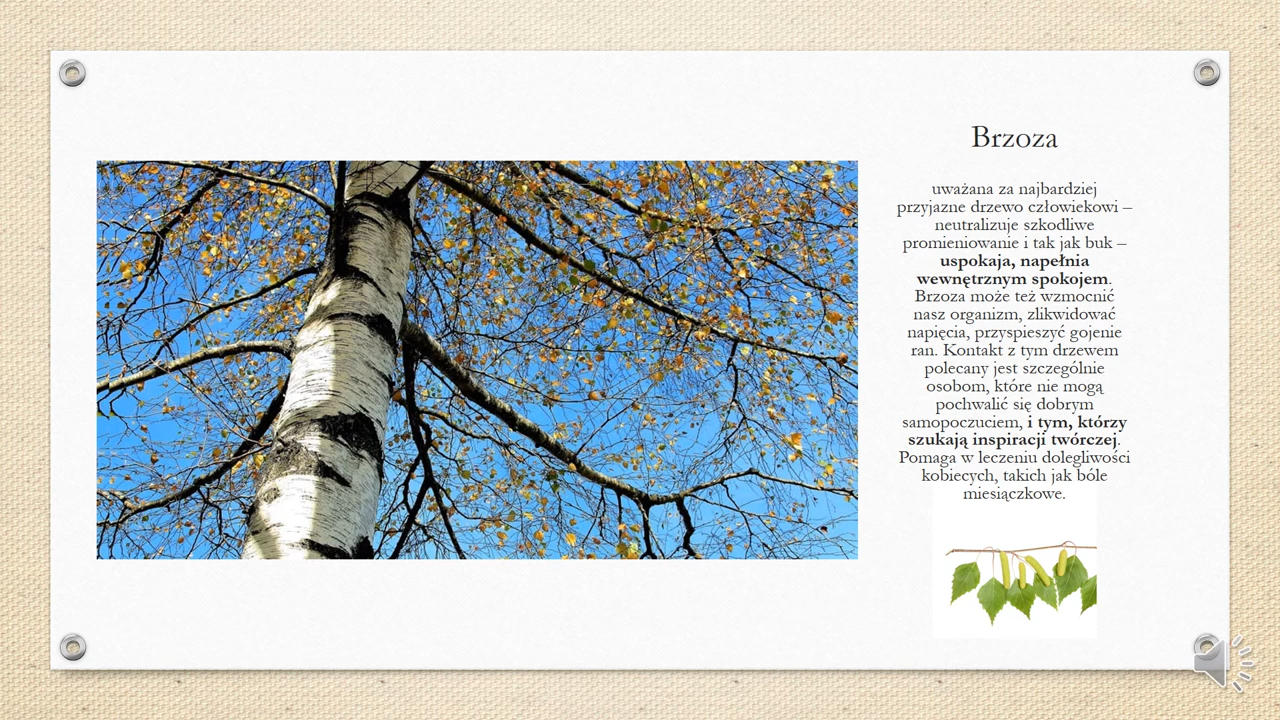 Brzoza
uważana za najbardziej
przyjazne drzewo człowiekowi –
neutralizuje szkodliwe
promieniowanie i tak jak buk –
uspokaja, napełnia
wewnętrznym spokojem.
Brzoza może też wzmocnić
nasz organizm, zlikwidować
napięcia, przyspieszyć gojenie
ran. Kontakt z tym drzewem
polecany jest szczególnie
osobom, które nie mogą
pochwalić się dobrym
samopoczuciem, i tym, którzy
szukają inspiracji twórczej.
Pomaga w leczeniu dolegliwości
kobiecych, takich jak bóle
miesiączkowe.